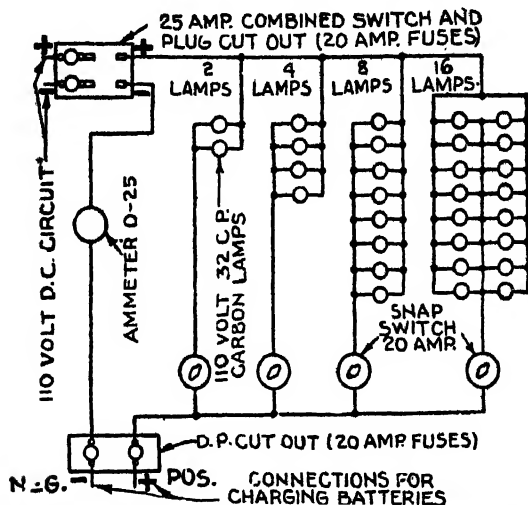 25 AMP. COMBINED SWITCH AND
PLUG CUT OUT (20 AMP. FUSES)
+
+
-
-
2
LAMPS
4
LAMPS
8
LAMPS
16
LAMPS.
110 VOLT D.C. CIRCUIT
AMMETER D-25
110 VOLT 32 C.P.
CARBON LAMPS
SNAP
SWITCH
20 AMP.
D.P. CUT OUT (20 AMP. FUSES)
N_EG. -
+ POS.
CONNECTIONS FOR
CHARGING BATTERIES